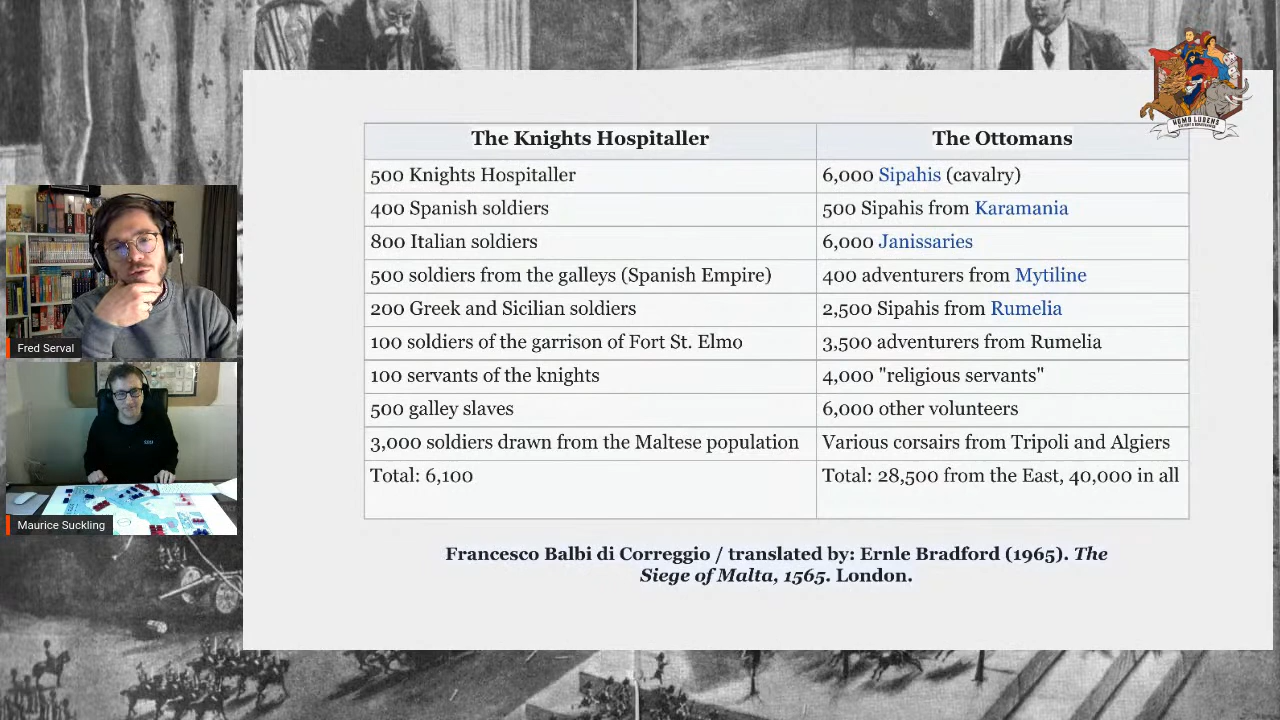 HOMO LUDENS
The Knights Hospitaller
The Ottomans
500 Knights Hospitaller
6,000 Sipahis (cavalry)
400 Spanish soldiers
500 Sipahis from Karamania
800 Italian soldiers
6,000 Janissaries
500 soldiers from the galleys (Spanish Empire)
400 adventurers from Mytiline
200 Greek and Sicilian soldiers
2,500 Sipahis from Rumelia
100 soldiers of the garrison of Fort St. Elmo
3,500 adventurers from Rumelia
100 servants of the knights
4,000 "religious servants"
500 galley slaves
6,000 other volunteers
3,000 soldiers drawn from the Maltese population
Various corsairs from Tripoli and Algiers
Total: 6,100
Total: 28,500 from the East, 40,000 in all
Francesco Balbi di Correggio / translated by: Ernle Bradford (1965). The
Siege of Malta, 1565. London.
Fred Serval
Maurice Suckling